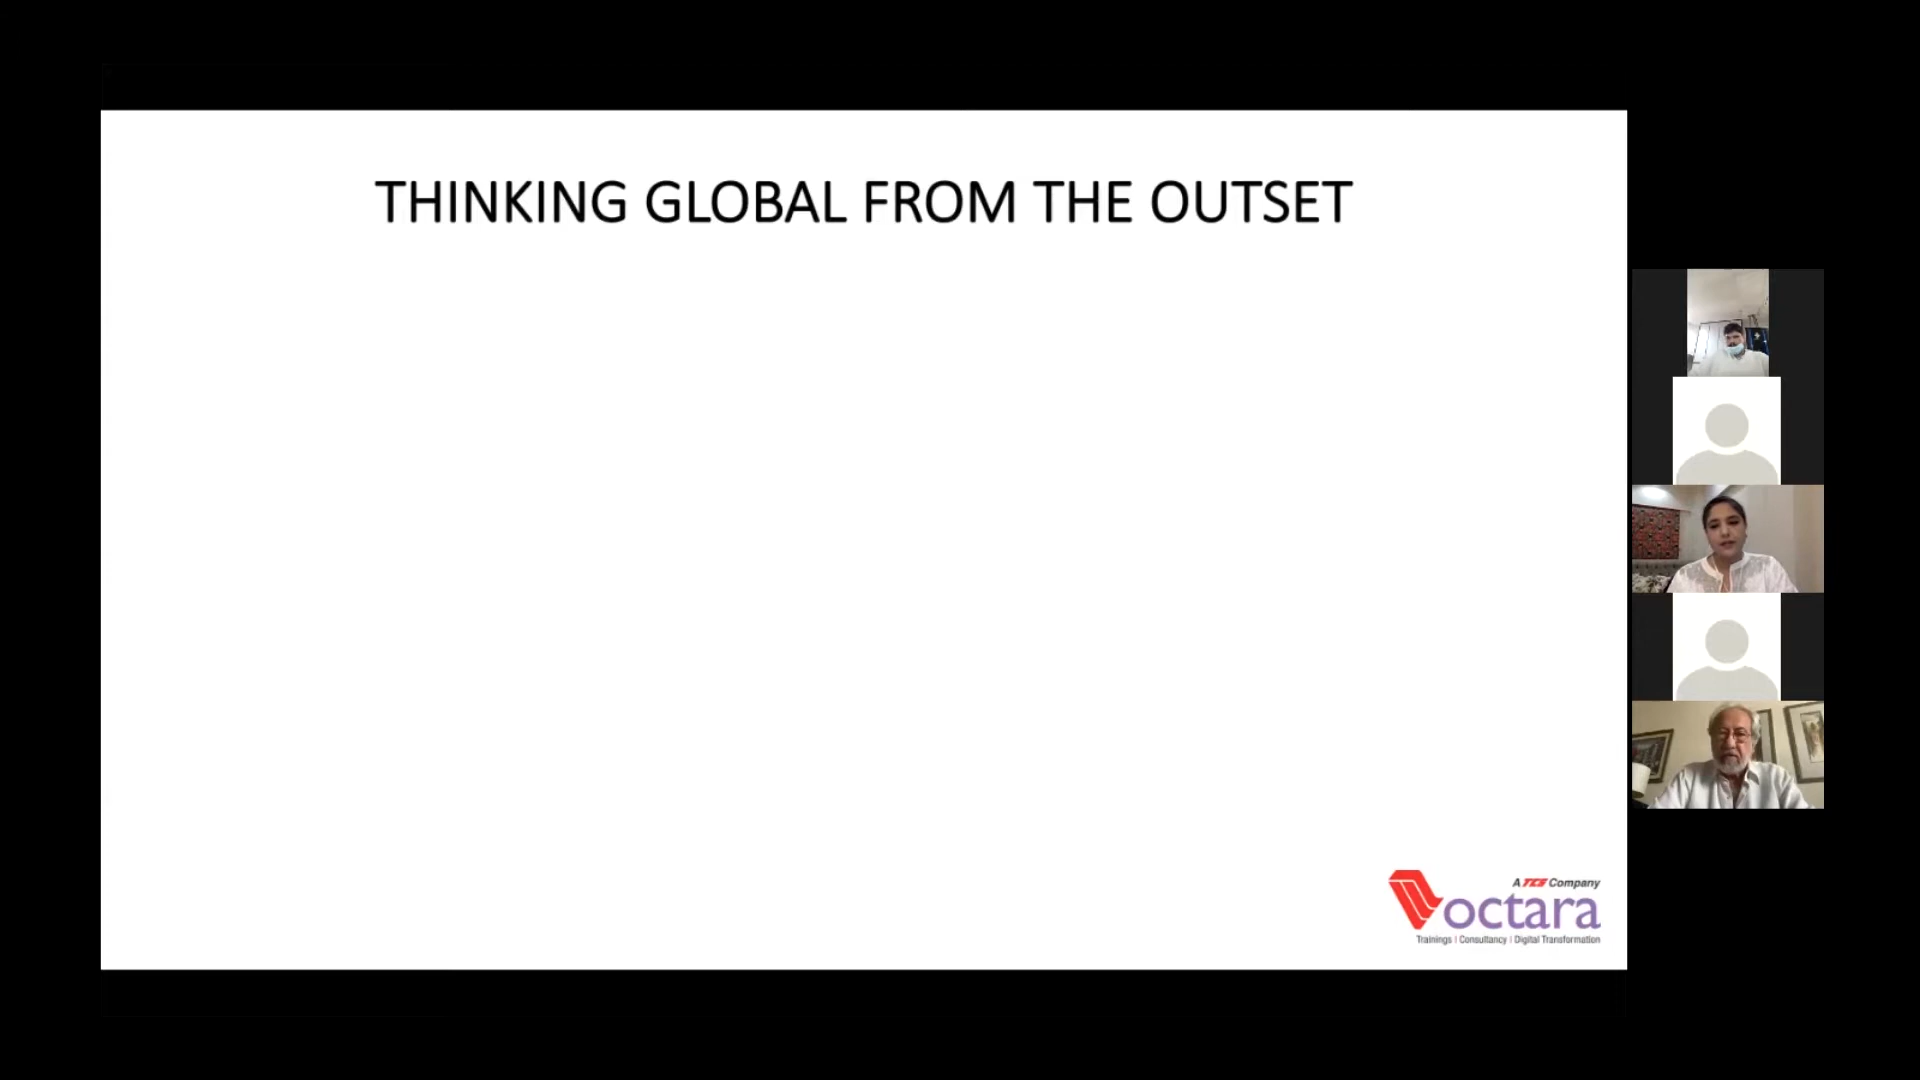 THINKING GLOBAL FROM THE OUTSET
A TCS Company
octara
Trainings | Consultancy | Digital Transformation